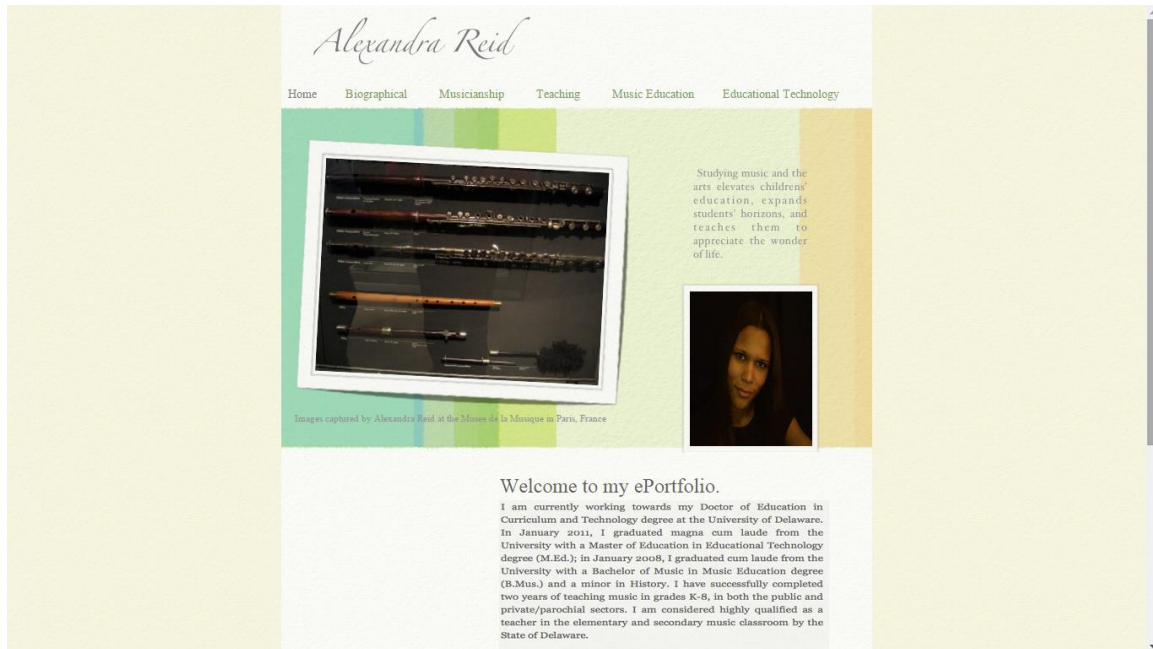 Alexandra Reid
Home Biographical Musicianship Teaching Music Education Educational Technology
Studying music and the
arts elevates childrens'
education, expands
students' horizons, and
teaches them to
appreciate the wonder
of life.
Images captured by Alexandra Reid at the Musee de la Musique in Paris, France
Welcome to my ePortfolio.
I am currently working towards my Doctor of Education in
Curriculum and Technology degree at the University of Delaware.
In January 2011, I graduated magna cum laude from the
University with a Master of Education in Educational Technology
degree (M.Ed.); in January 2008, I graduated cum laude from the
University with a Bachelor of Music in Music Education degree
(B.Mus.) and a minor in History. I have successfully completed
two years of teaching music in grades K-8, in both the public and
private/parochial sectors. I am considered highly qualified as a
teacher in the elementary and secondary music classroom by the
State of Delaware.